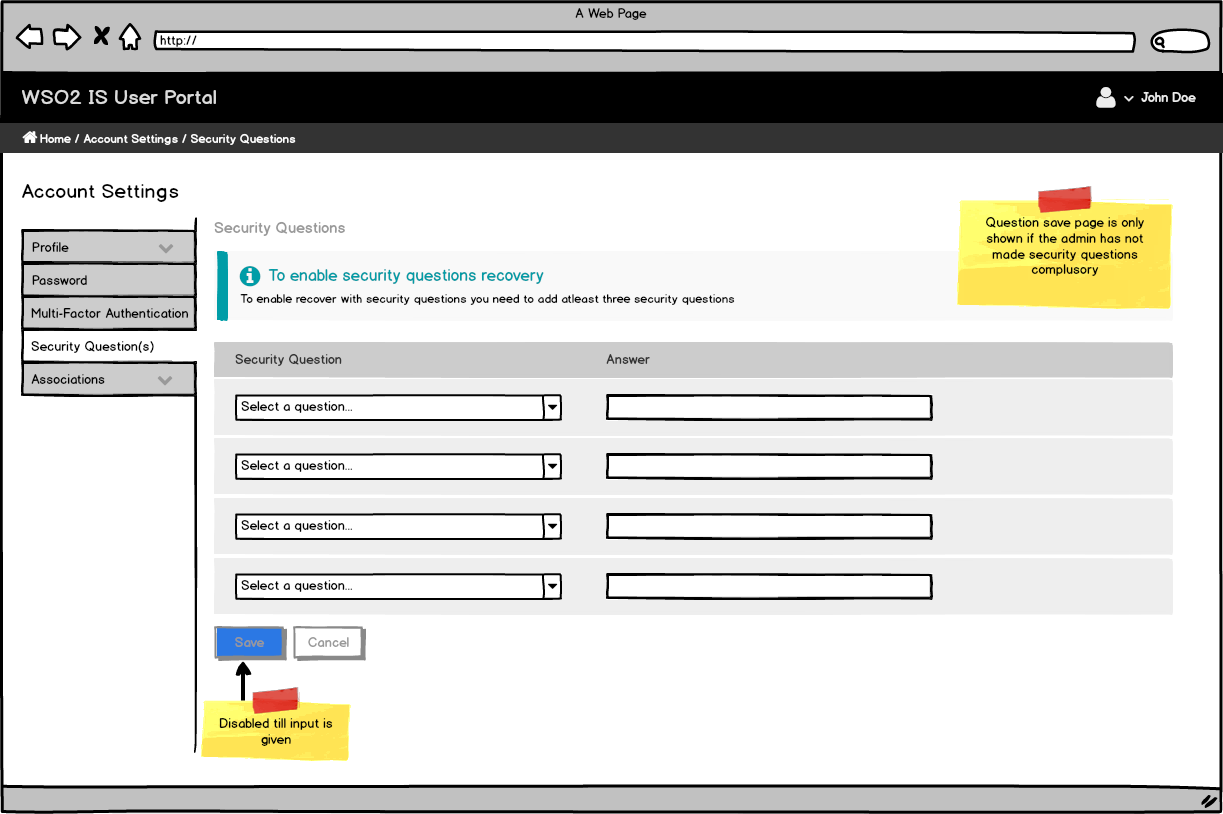 A Web Page
http://
WSO2 IS User Portal
John Doe
Home / Account Settings / Security Questions
Account Settings
Profile
Password
Multi-Factor Authentication
Security Question(s)
Associations
Security Questions
To enable security questions recovery
To enable recover with security questions you need to add atleast three security questions
Question save page is only
shown if the admin has not
made security questions
complusory
Security Question Answer
Select a question...
Select a question...
Select a question...
Select a question...
Save Cancel
Disabled till input is
given